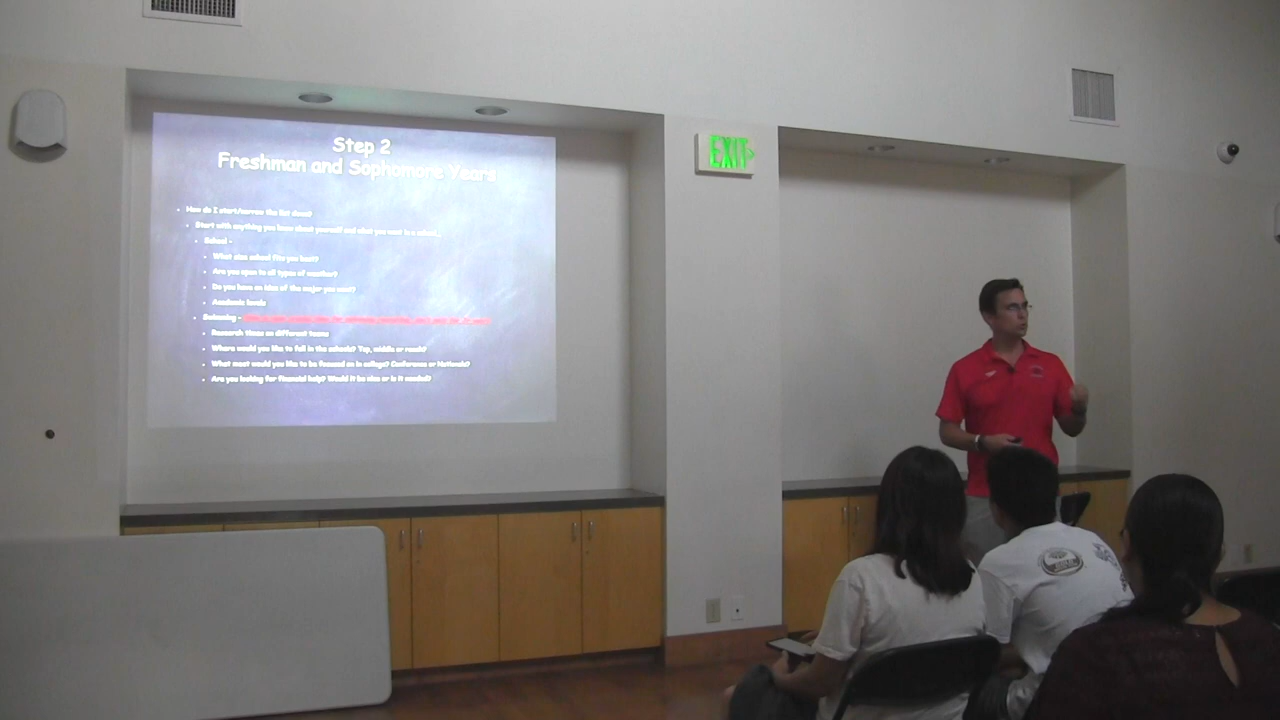 Step 2
Freshman and Sophomore Years
How do I start/narrow the list down?
Start with anything you know about yourself and what you want in a school...
School -
What size school fits you best?
Are you open to all types of weather?
Do you have an idea of the major you want?
Academic levels
Swimming -
Research times on different teams
Where would you like to fall in the schools? Top, middle or reach?
What meet would you like to be focused on in college? Conference or Nationals?
Are you looking for financial help? Would it be nice or is it needed?
EXIT